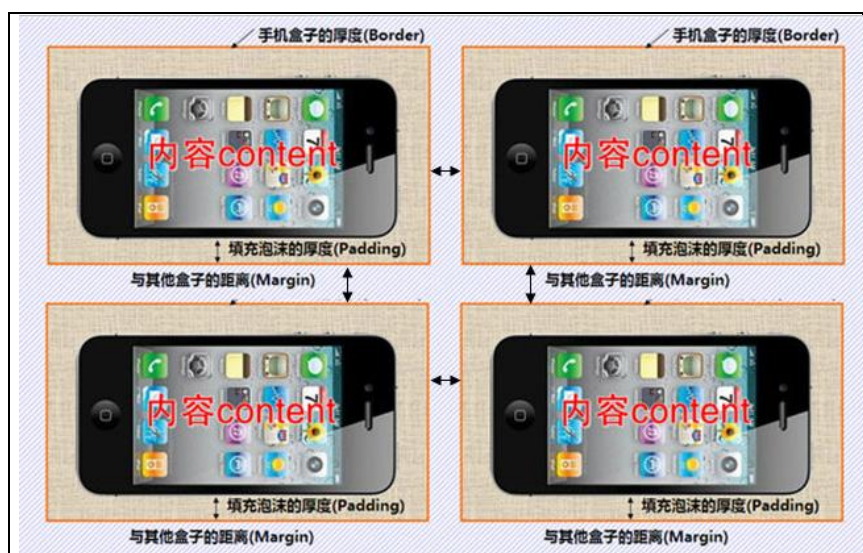 手机盒子的厚度(Border)
手机盒子的厚度(Border)
内容content
内容content
填充泡沫的厚度(Padding)
填充泡沫的厚度(Padding)
与其他盒子的距离(Margin)
与其他盒子的距离(Margin)
内容content
内容content
填充泡沫的厚度(Padding)
填充泡沫的厚度(Padding)
与其他盒子的距离(Margin)
与其他盒子的距离(Margin)